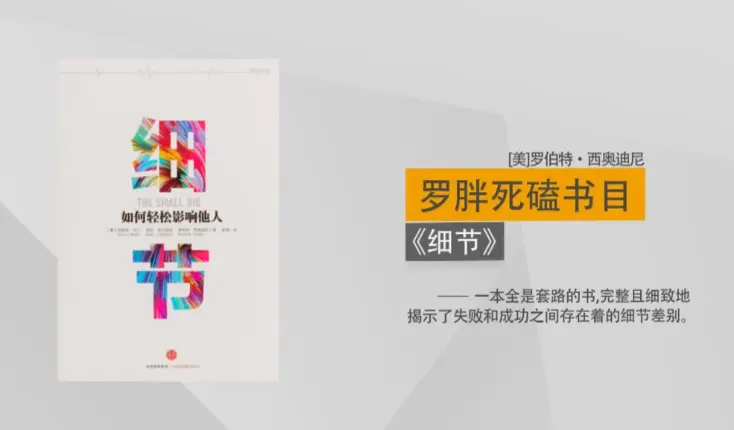 细
THE SMALL BIG
如何轻松影响他人
节
[美]罗伯特·西奥迪尼
罗胖死磕书目
《细节》
—— 一本全是套路的书,完整且细致地
揭示了失败和成功之间存在着的细节差别。